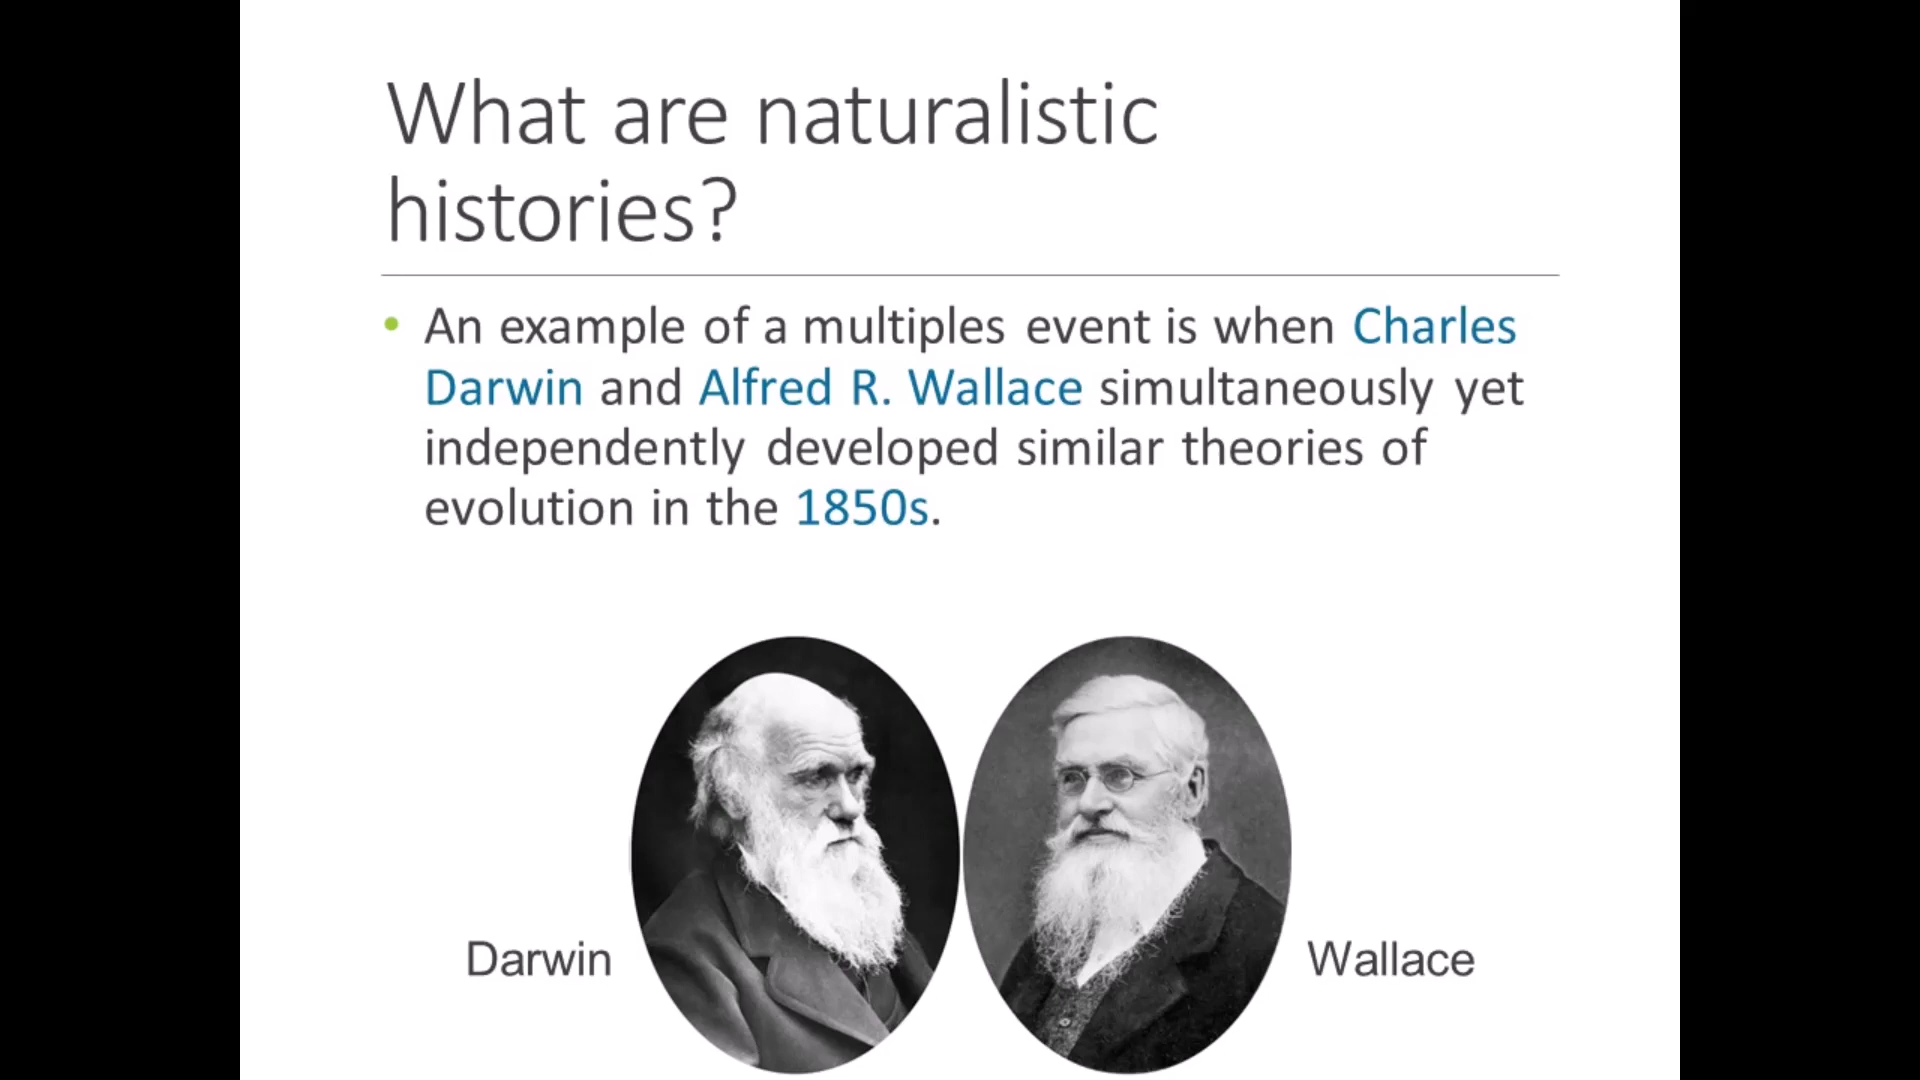 What are naturalistic
histories?
• An example of a multiples event is when Charles
Darwin and Alfred R. Wallace simultaneously yet
independently developed similar theories of
evolution in the 1850s.
Darwin
Wallace